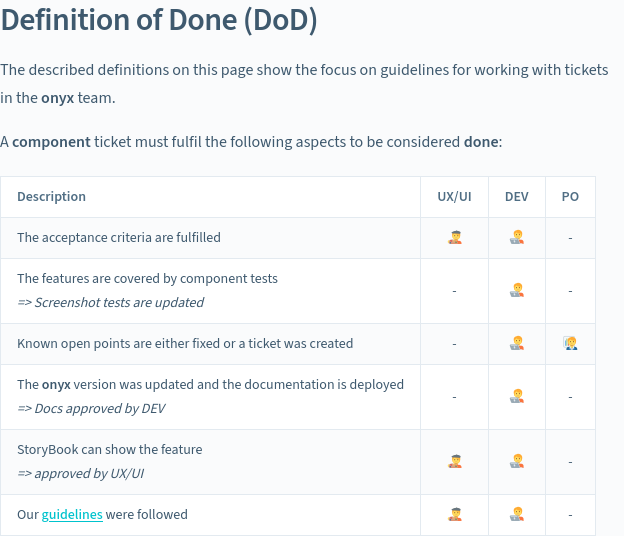 Definition of Done (DoD)
The described definitions on this page show the focus on guidelines for working with tickets
in the onyx team.
A component ticket must fulfil the following aspects to be considered done:
Description UX/UI DEV PO
The acceptance criteria are fulfilled -
The features are covered by component tests
=> Screenshot tests are updated - -
Known open points are either fixed or a ticket was created -
The onyx version was updated and the documentation is deployed
=> Docs approved by DEV - -
StoryBook can show the feature
=> approved by UX/UI -
Our guidelines were followed -